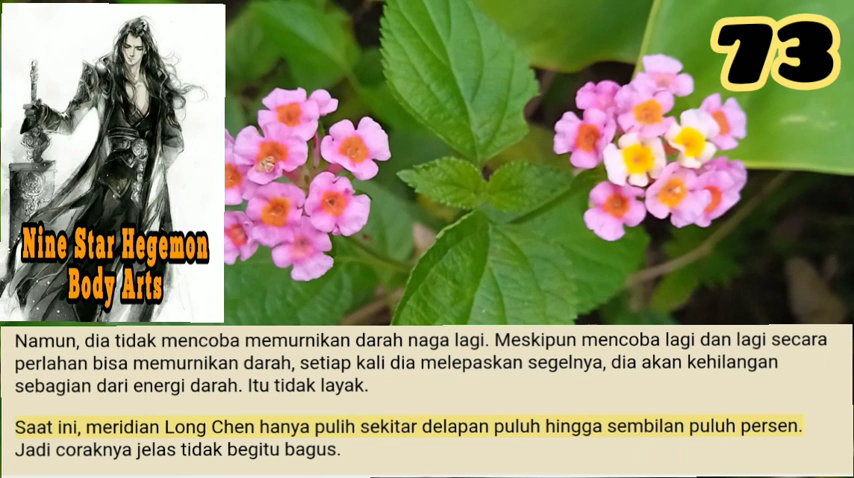 73
Nine Star Hegemon
Body Arts
Namun, dia tidak mencoba memurnikan darah naga lagi. Meskipun mencoba lagi dan lagi secara
perlahan bisa memurnikan darah, setiap kali dia melepaskan segelnya, dia akan kehilangan
sebagian dari energi darah. Itu tidak layak.
Saat ini, meridian Long Chen hanya pulih sekitar delapan puluh hingga sembilan puluh persen.
Jadi coraknya jelas tidak begitu bagus.